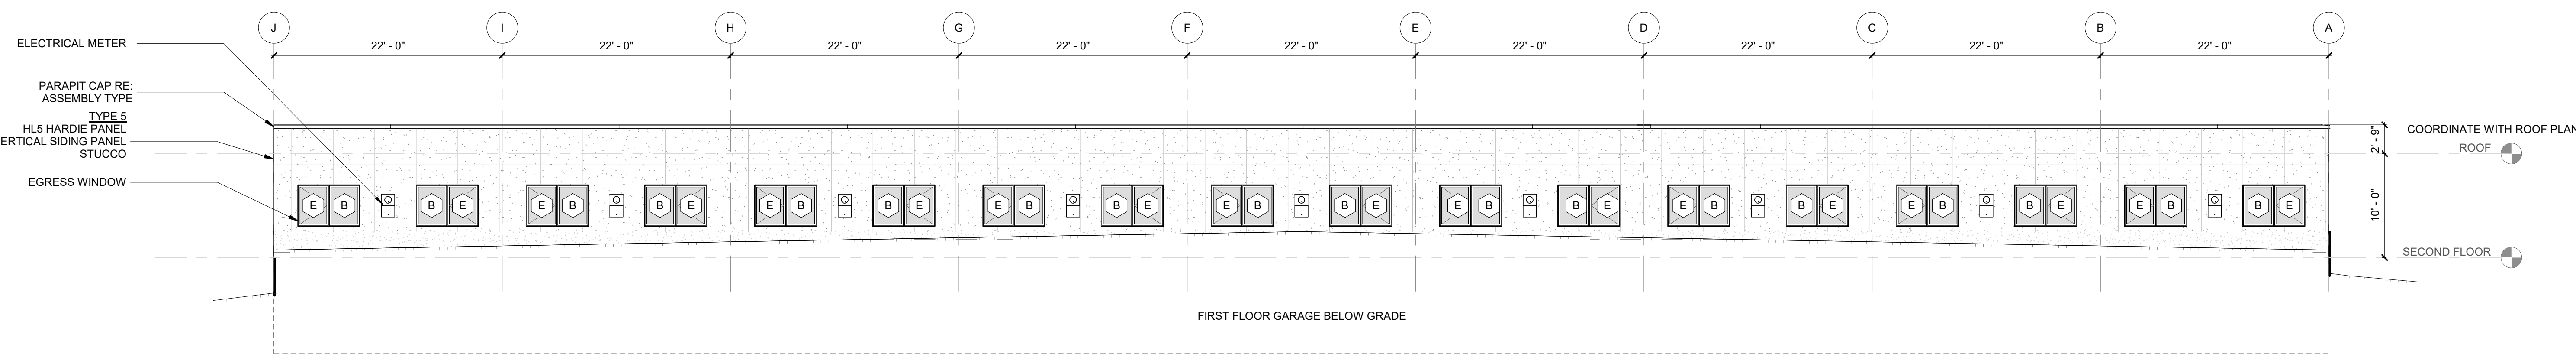 J I H G F E D C B A
22' - 0" 22' - 0" 22' - 0" 22' - 0" 22' - 0" 22' - 0" 22' - 0" 22' - 0" 22' - 0"
ELECTRICAL METER
PARAPIT CAP RE:
ASSEMBLY TYPE
TYPE 5
HL5 HARDIE PANEL
ERTICAL SIDING PANEL
STUCCO
EGRESS WINDOW
2' - 9"
COORDINATE WITH ROOF PLAN
ROOF
E B B E E B B E E B B E E B B E E B B E E B B E E B B E E B B E E B B E
10' - 0"
SECOND FLOOR
FIRST FLOOR GARAGE BELOW GRADE